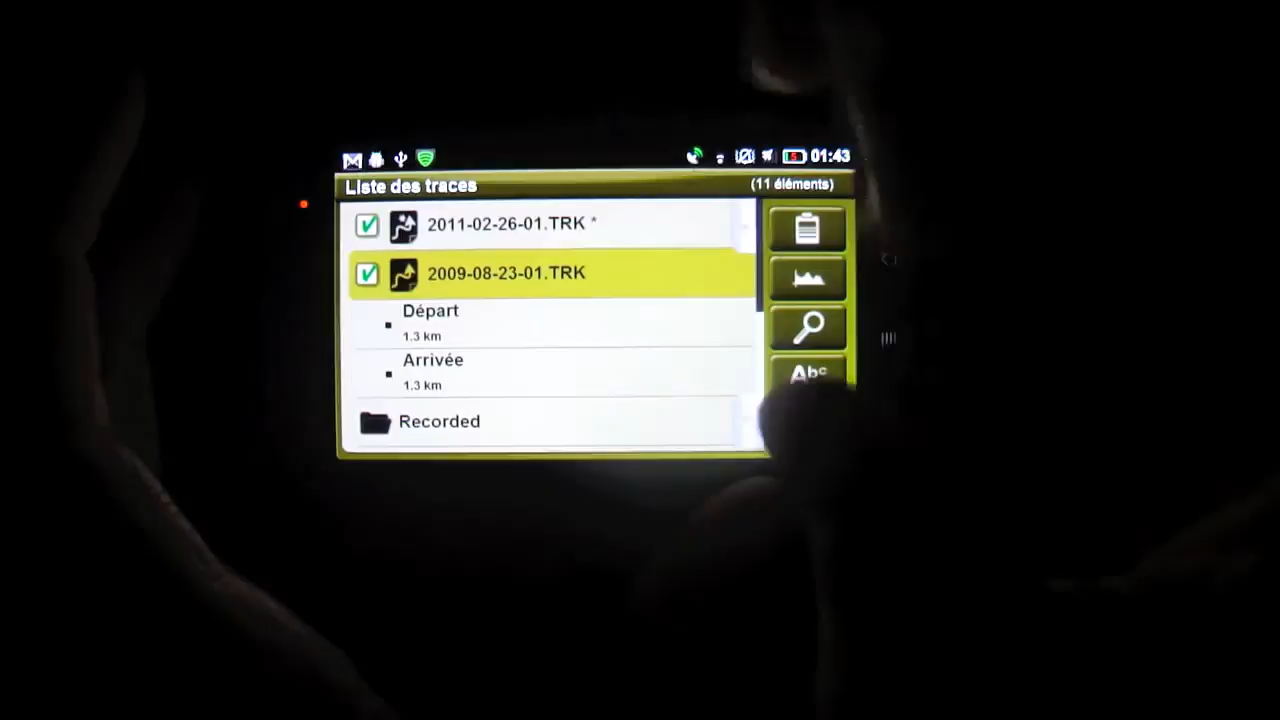 01:43
Liste des traces (11 éléments)
2011-02-26-01.TRK *
2009-08-23-01.TRK
Départ
1.3 km
Arrivée
1.3 km
Recorded
Abc